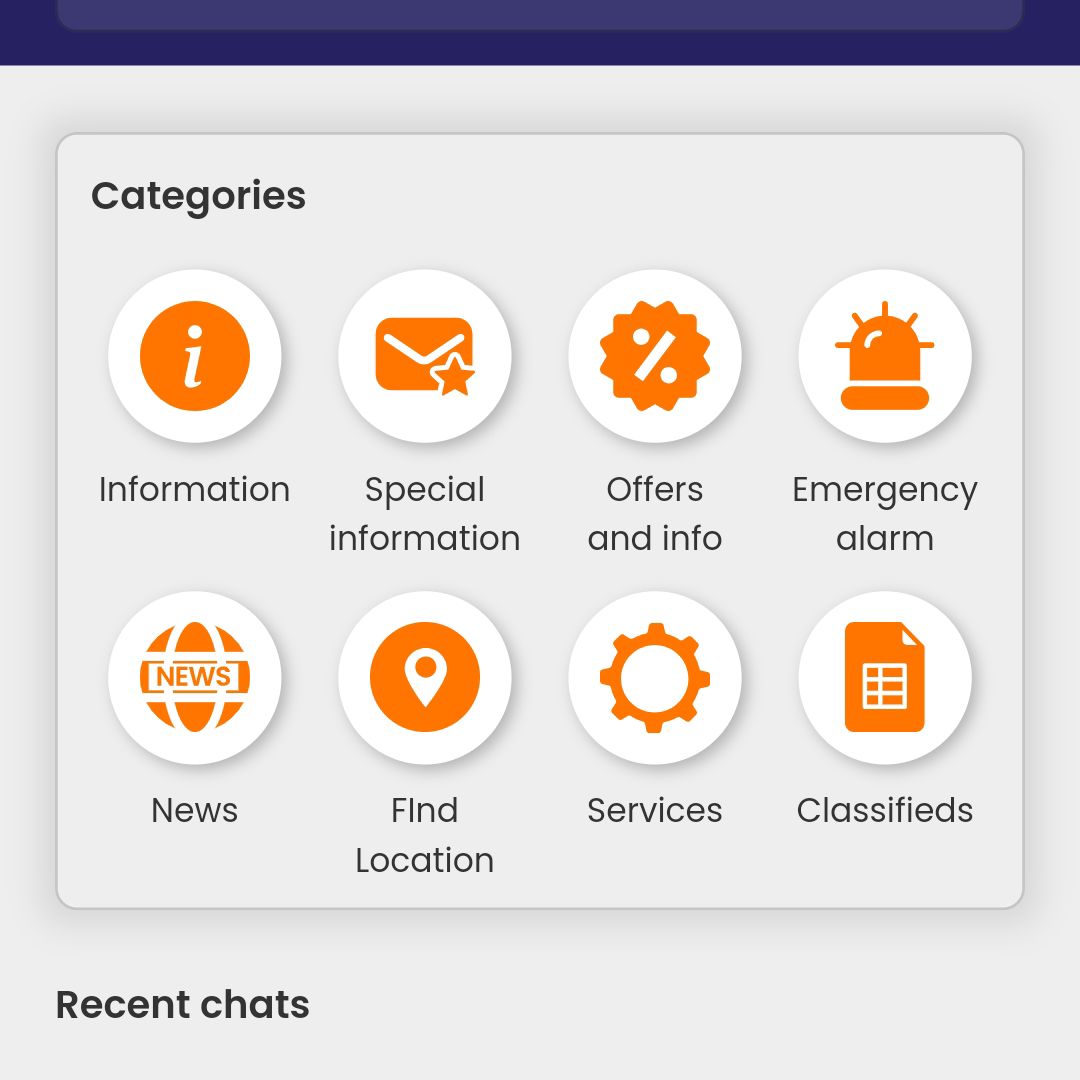 Categories
Information
Special
information
Offers
and info
Emergency
alarm
NEWS
News
FInd
Location
Services
Classifieds
Recent chats